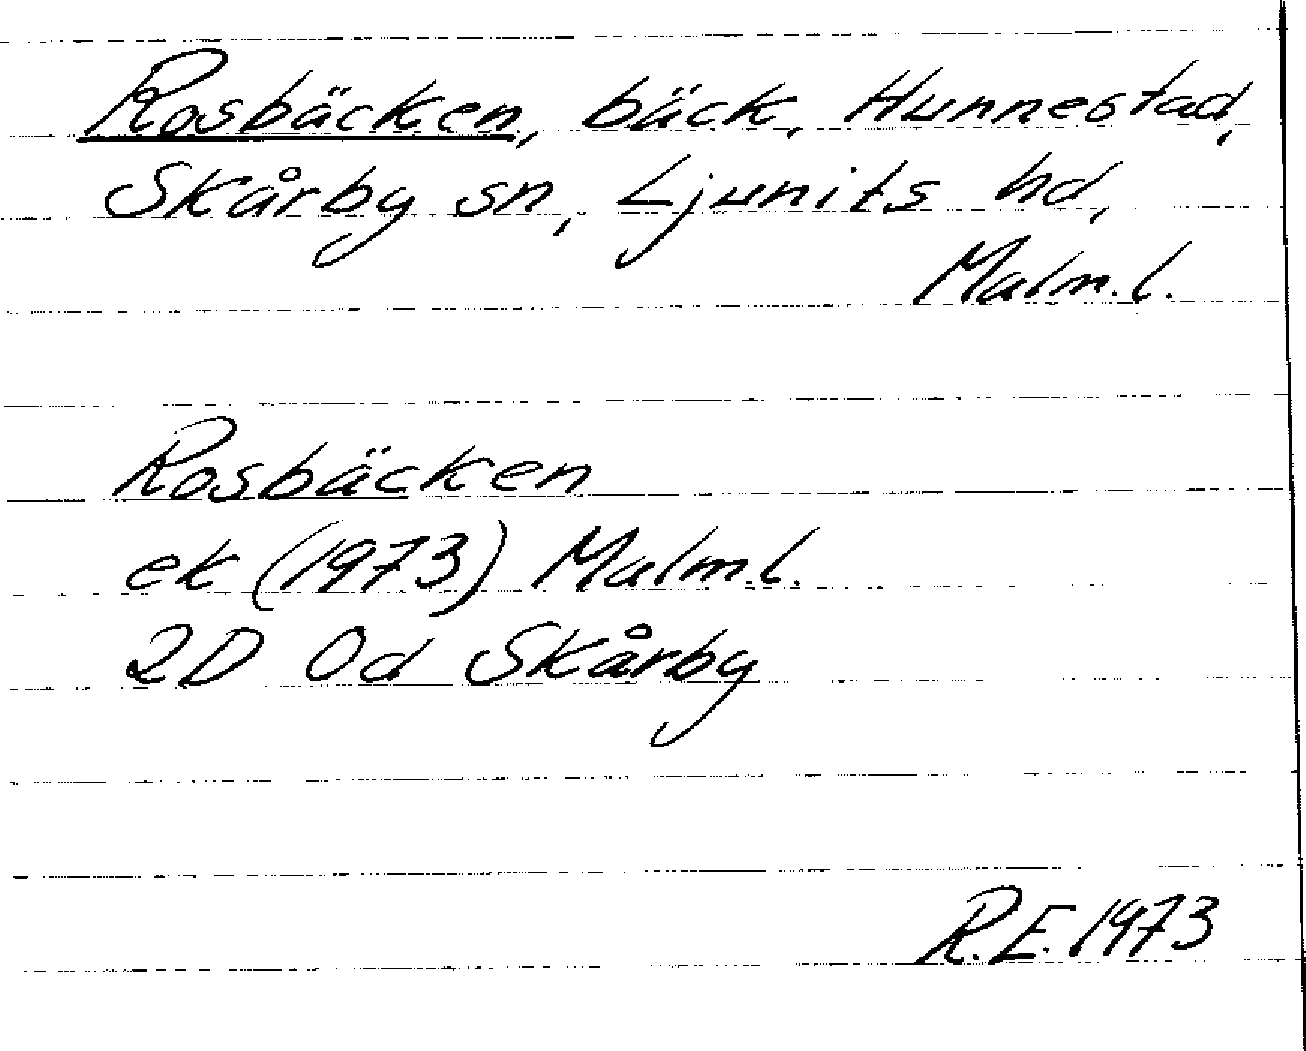 Rosbäcken, bäck, Hunnestad,
Skårby sn, Ljunits hd,
Malm.l.
Rosbäcken
ek (1973) Malm.l.
2D 0d Skårby
R.E. 1973